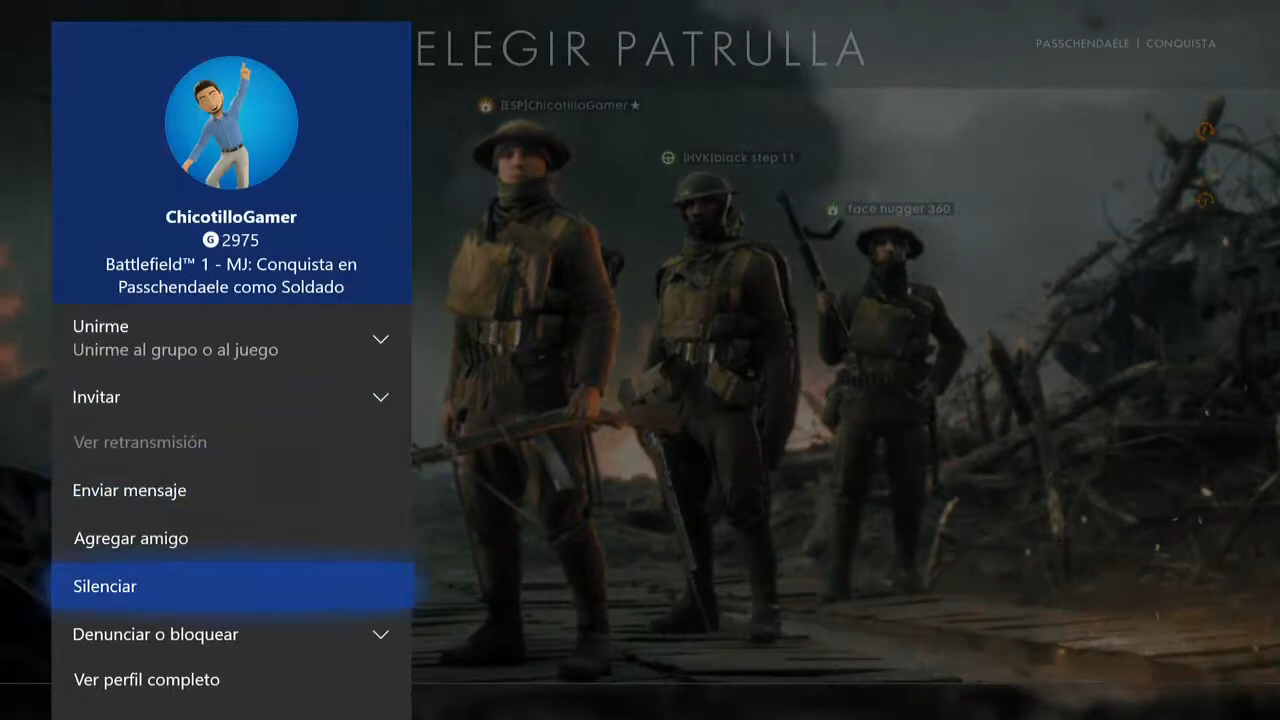 ELEGIR PATRULLA
PASSCHENDAELE | CONQUISTA
[ESP]ChicotilloGamer★
[HVK]black step 11
face hugger 360
ChicotilloGamer
G 2975
Battlefield™ 1 - MJ: Conquista en
Passchendaele como Soldado
Unirme
Unirme al grupo o al juego
Invitar
Ver retransmisión
Enviar mensaje
Agregar amigo
Silenciar
Denunciar o bloquear
Ver perfil completo